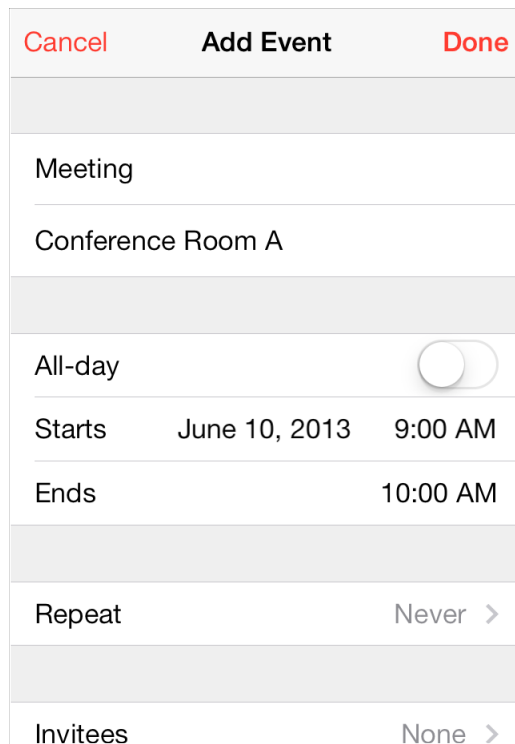 Cancel Add Event Done
Meeting
Conference Room A
All-day
Starts June 10, 2013 9:00 AM
Ends 10:00 AM
Repeat Never
Invitees None